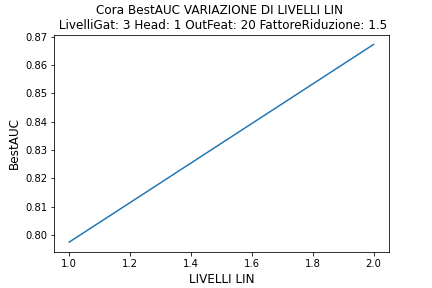 Cora BestAUC VARIAZIONE DI LIVELLI LIN
LivelliGat: 3 Head: 1 OutFeat: 20 FattoreRiduzione: 1.5
0.87
0.86
0.85
0.84
0.83
0.82
0.81
0.80
BestAUC
1.0 1.2 1.4 1.6 1.8 2.0
LIVELLI LIN